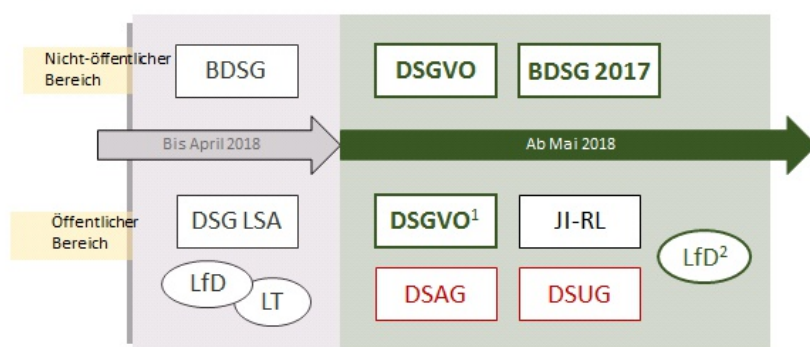 Nicht-öffentlicher
Bereich
BDSG
DSGVO
BDSG 2017
Bis April 2018
Ab Mai 2018
Öffentlicher
Bereich
DSG LSA
DSGVO¹
JI-RL
LfD
LT
DSAG
DSUG
LfD²